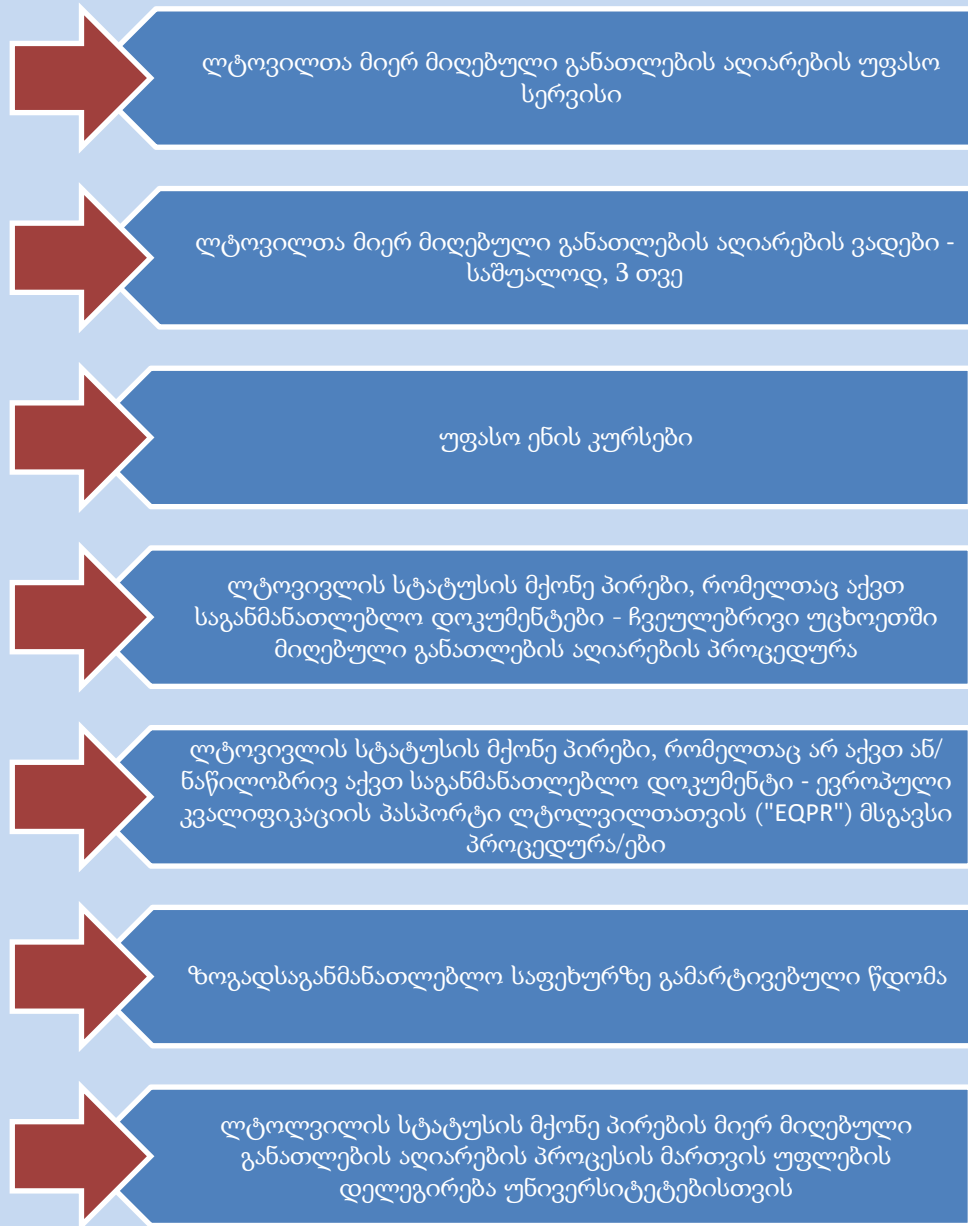 ლტოვილთა მიერ მიღებული განათლების აღიარების უფასო
სერვისი
ლტოვილთა მიერ მიღებული განათლების აღიარების ვადები -
საშუალოდ, 3 თვე
უფასო ენის კურსები
ლტოვივლის სტატუსის მქონე პირები, რომელთაც აქვთ
საგანმანათლებლო დოკუმენტები - ჩვეულებრივი უცხოეთში
მიღებული განათლების აღიარების პროცედურა
ლტოვივლის სტატუსის მქონე პირები, რომელთაც არ აქვთ ან/
ნაწილობრივ აქვთ საგანმანათლებლო დოკუმენტი - ევროპული
კვალიფიკაციის პასპორტი ლტოლვილთათვის ("EQPR") მსგავსი
პროცედურა/ები
ზოგადსაგანმანათლებლო საფეხურზე გამარტივებული წდომა
ლტოლვილის სტატუსის მქონე პირების მიერ მიღებული
განათლების აღიარების პროცესის მართვის უფლების
დელეგირება უნივერსიტეტებისთვის